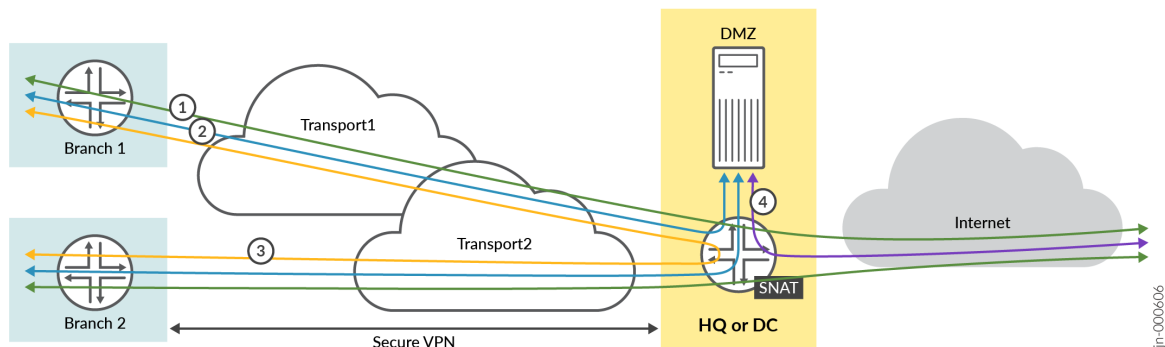 DMZ
1
Transport1
2
Branch 1
4
Internet
3
Transport2
SNAT
Branch 2
HQ or DC
Secure VPN
jn-000606